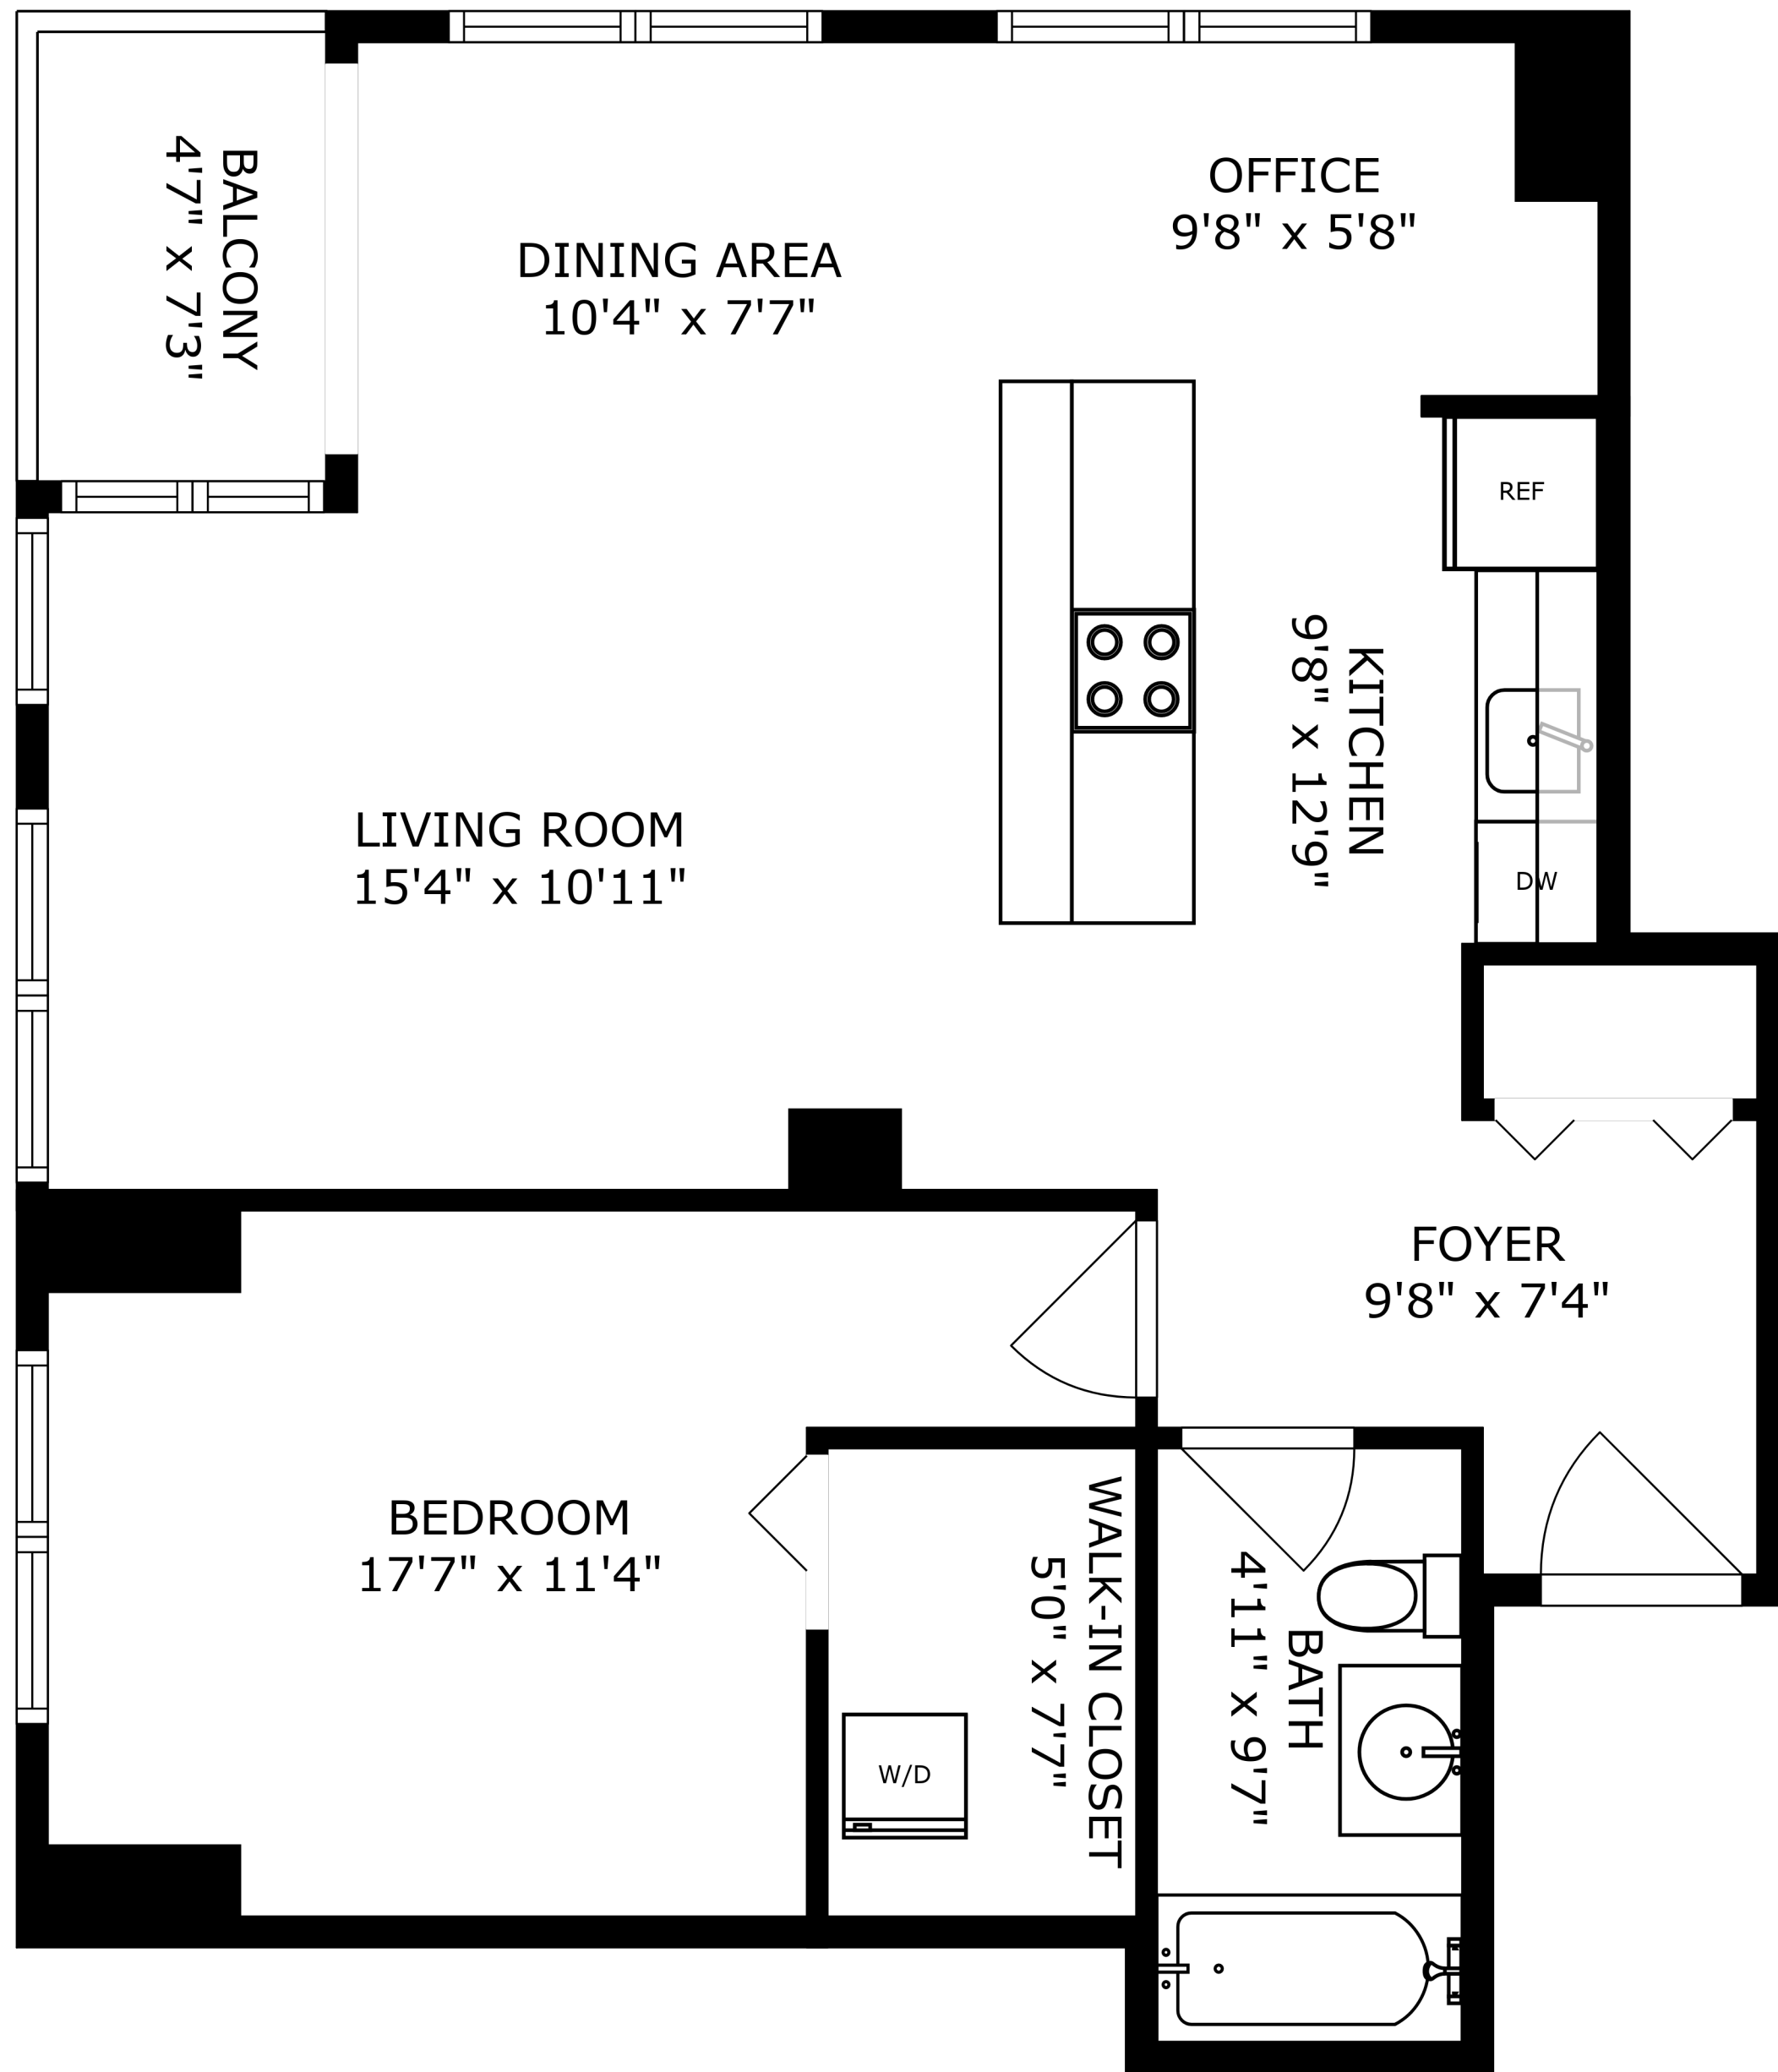 BALCONY
4'7" x 7'3"
DINING AREA
10'4" x 7'7"
OFFICE
9'8" x 5'8"
REF
KITCHEN
9'8" x 12'9"
LIVING ROOM
15'4" x 10'11"
DW
FOYER
9'8" x 7'4"
BEDROOM
17'7" x 11'4"
WALK-IN CLOSET
5'0" x 7'7"
BATH
4'11" x 9'7"
W/D